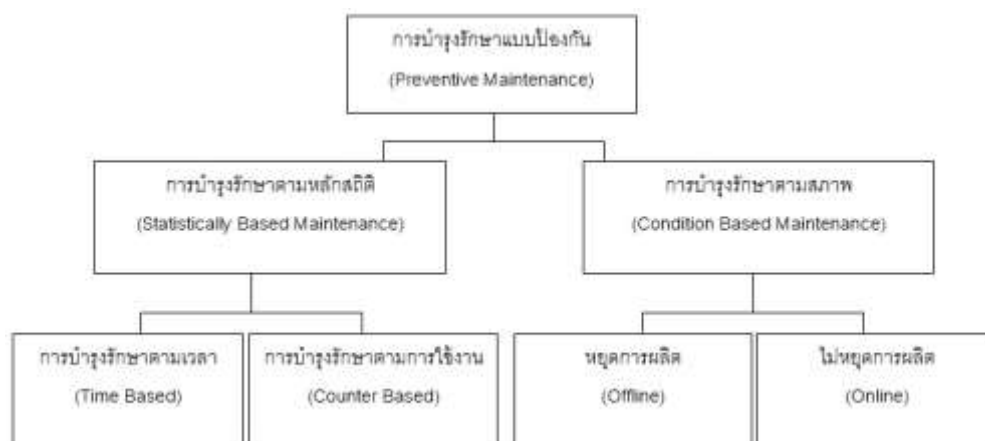 การบำรุงรักษาแบบป้องกัน
(Preventive Maintenance)
การบำรุงรักษาตามหลักสถิติ
(Statistically Based Maintenance)
การบำรุงรักษาตามสภาพ
(Condition Based Maintenance)
การบำรุงรักษาตามเวลา
(Time Based)
การบำรุงรักษาตามการใช้งาน
(Counter Based)
หยุดการผลิต
(Offline)
ไม่หยุดการผลิต
(Online)